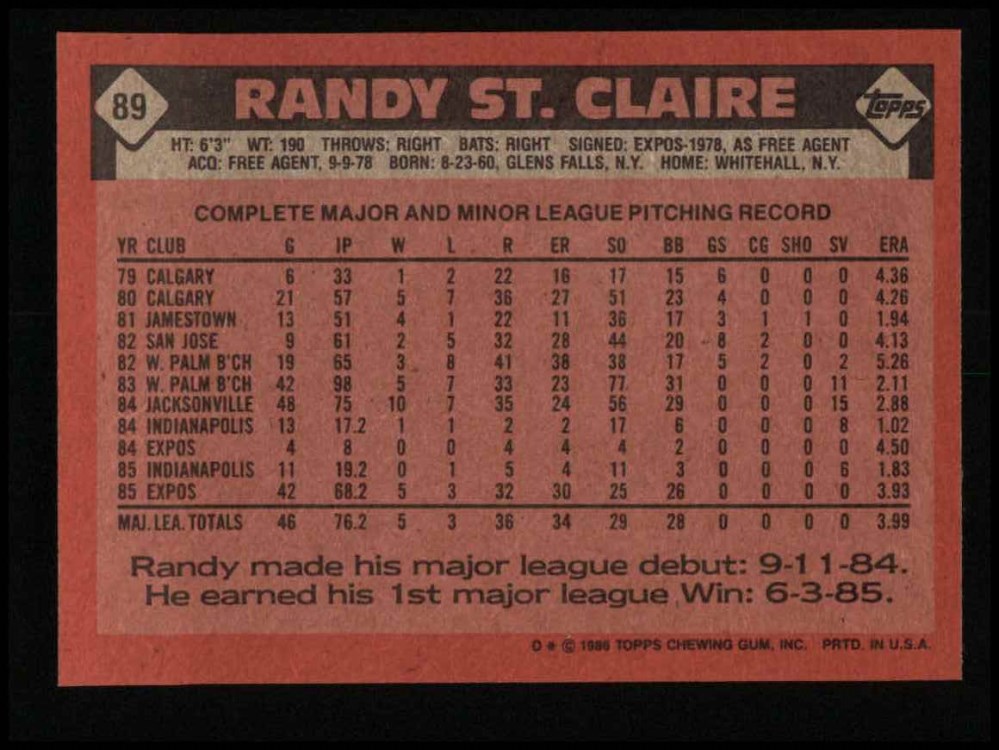 89 RANDY ST. CLAIRE Topps
HT: 6'3" WT: 190 THROWS: RIGHT BATS: RIGHT SIGNED: EXPOS-1978, AS FREE AGENT
ACQ: FREE AGENT, 9-9-78 BORN: 8-23-60, GLENS FALLS, N.Y. HOME: WHITEHALL, N.Y.
COMPLETE MAJOR AND MINOR LEAGUE PITCHING RECORD
YR CLUB G IP W L R ER SO BB GS CG SHO SV ERA
79 CALGARY 6 33 1 2 22 16 17 15 6 0 0 0 4.36
80 CALGARY 21 57 5 7 36 27 51 23 4 0 0 0 4.26
81 JAMESTOWN 13 51 4 1 22 11 36 17 3 1 1 0 1.94
82 SAN JOSE 9 61 2 5 32 28 44 20 8 2 0 0 4.13
82 W. PALM B'CH 19 65 3 8 41 38 38 17 5 2 0 2 5.26
83 W. PALM B'CH 42 98 5 7 33 23 77 31 0 0 0 11 2.11
84 JACKSONVILLE 48 75 10 7 35 24 56 29 0 0 0 15 2.88
84 INDIANAPOLIS 13 17.2 1 1 2 2 17 6 0 0 0 8 1.02
84 EXPOS 4 8 0 0 4 4 4 2 0 0 0 0 4.50
85 INDIANAPOLIS 11 19.2 0 1 5 4 11 3 0 0 0 6 1.83
85 EXPOS 42 68.2 5 3 32 30 25 26 0 0 0 0 3.93
MAJ. LEA. TOTALS 46 76.2 5 3 36 34 29 28 0 0 0 0 3.99
Randy made his major league debut: 9-11-84.
He earned his 1st major league Win: 6-3-85.
D * © 1986 TOPPS CHEWING GUM, INC. PRTD. IN U.S.A.